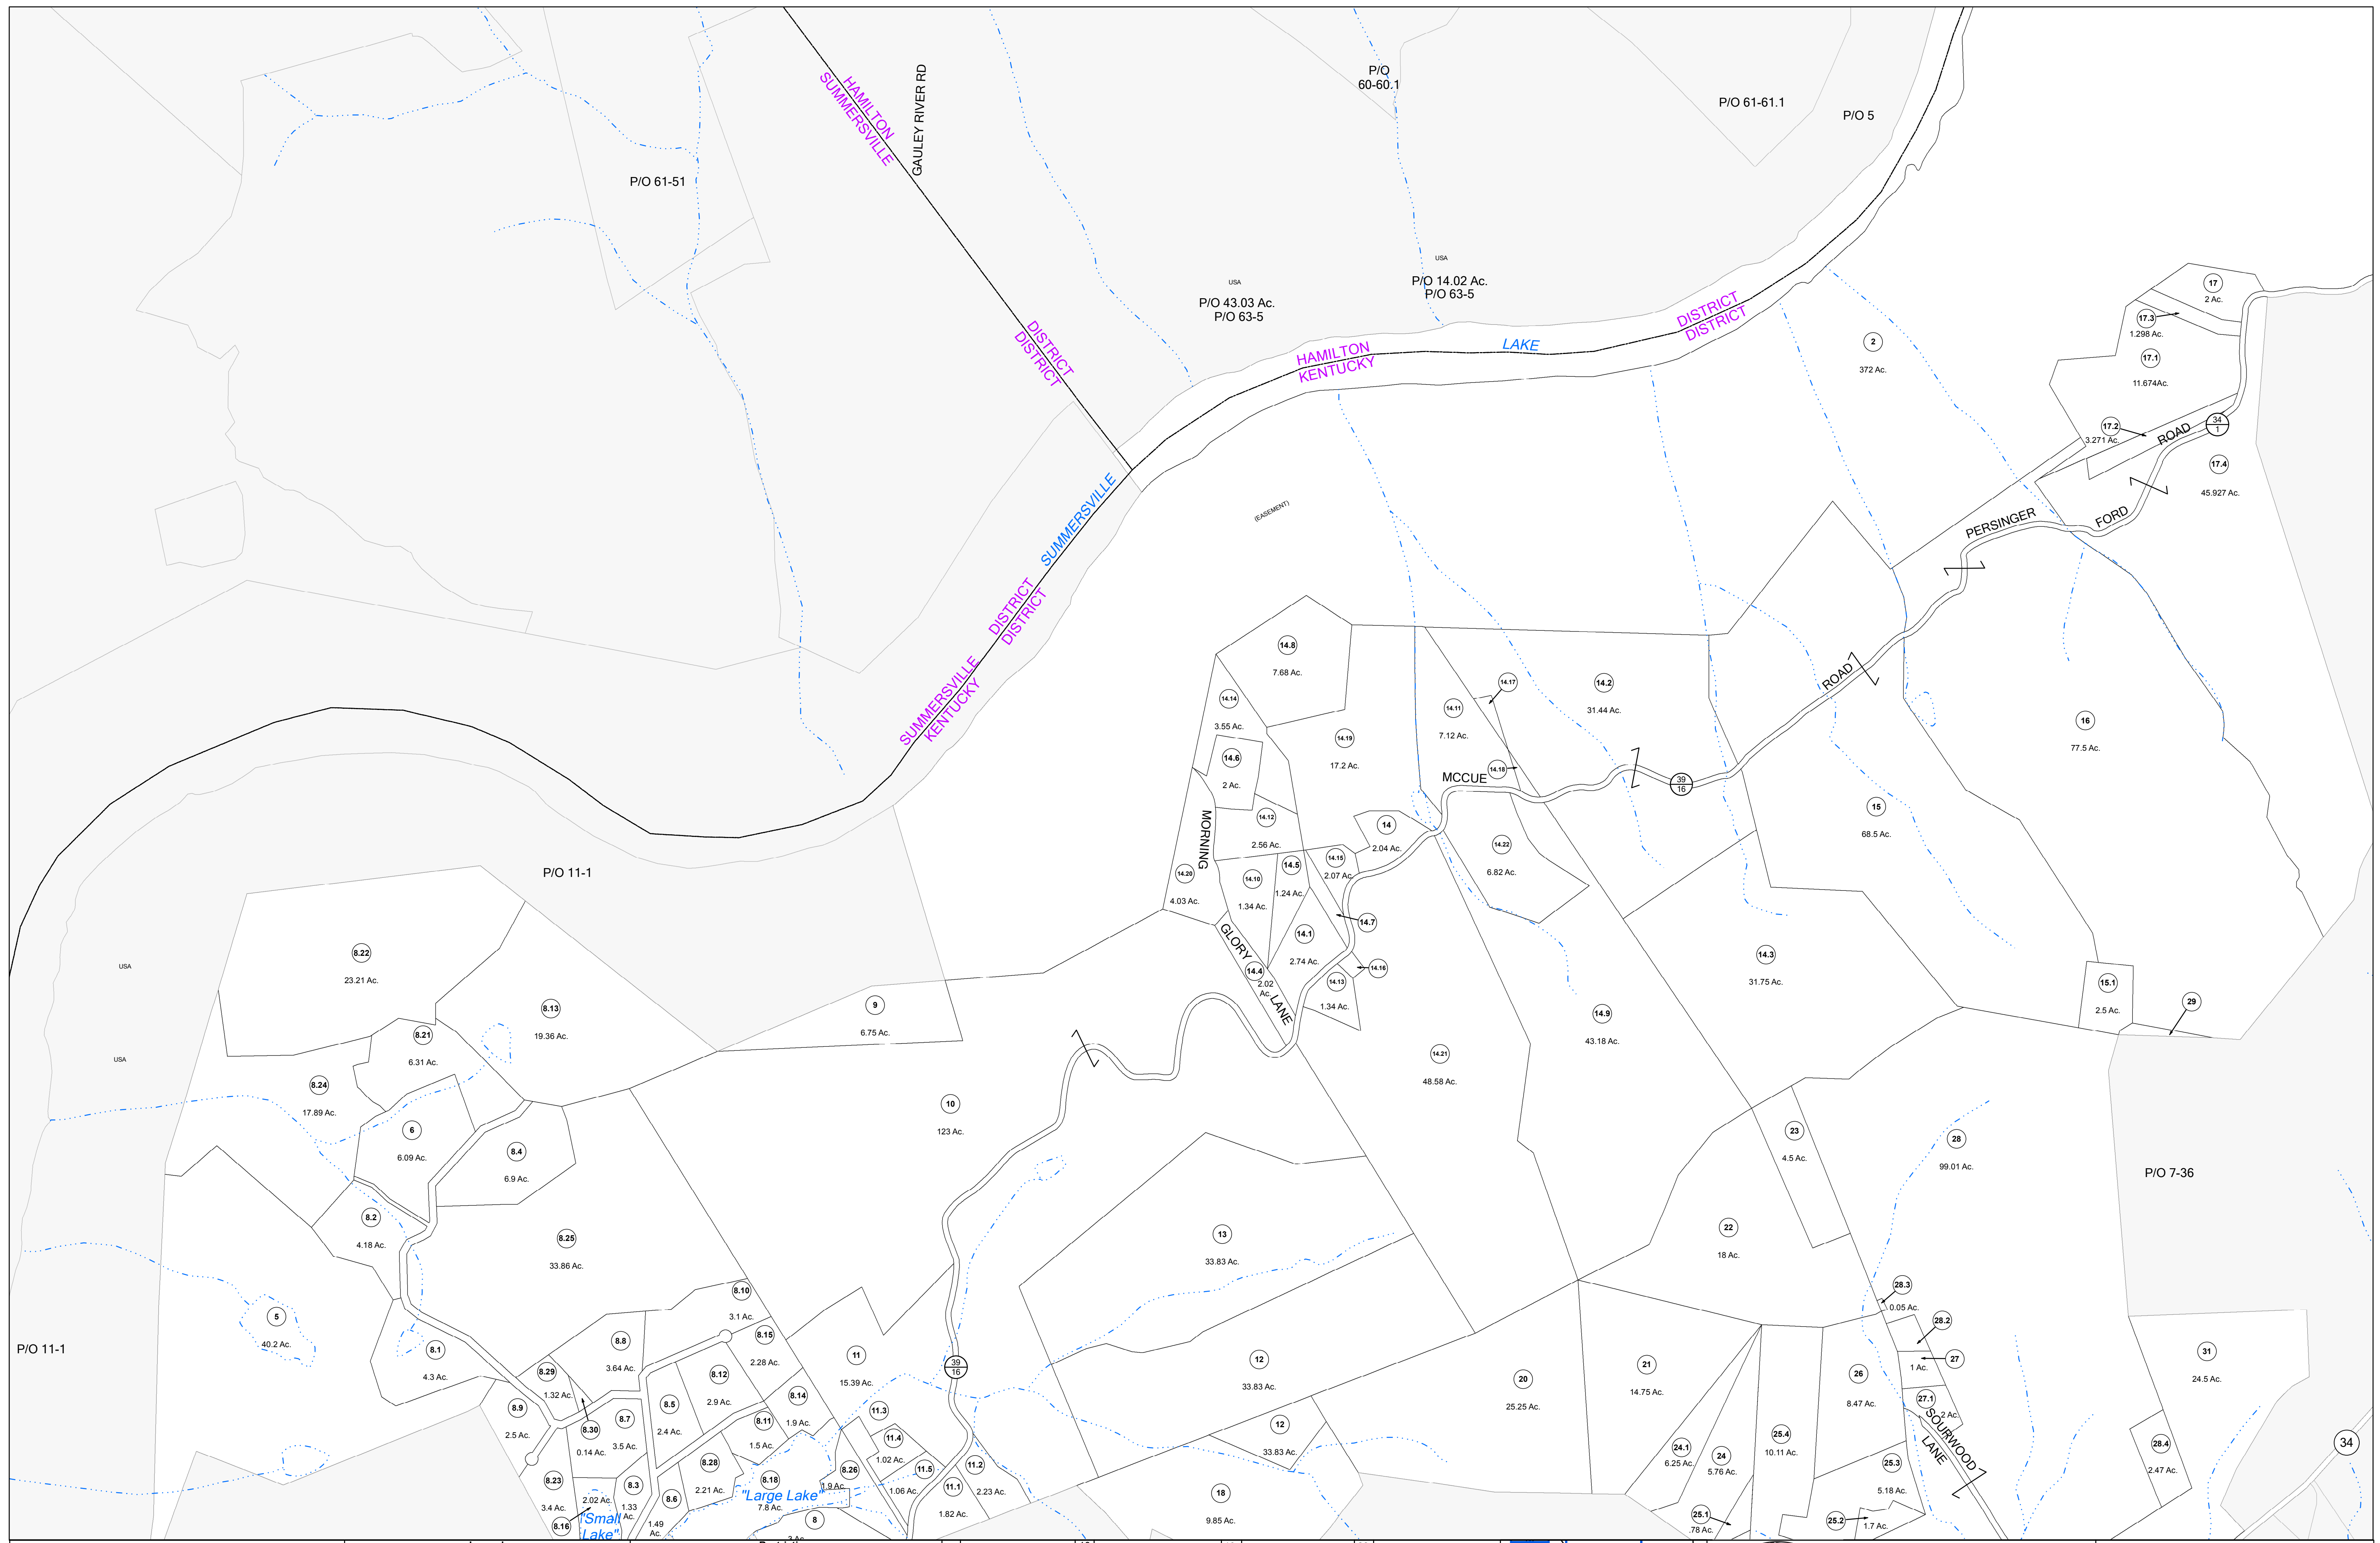 P/O
60-60.1
P/O 61-61.1
P/O 5
HAMILTON
SUMMERSVILLE
GAULEY RIVER RD
P/O 61-51
USA
P/O 43.03 Ac.
P/O 63-5
USA
P/O 14.02 Ac.
P/O 63-5
DISTRICT
DISTRICT
DISTRICT
DISTRICT
HAMILTON
KENTUCKY
LAKE
2
372 Ac.
17
2 Ac.
17.3
1.298 Ac.
17.1
11.674Ac.
17.2
3.271 Ac.
ROAD
34
1
17.4
45.927 Ac.
PERSINGER
FORD
SUMMERSVILLE
(EASEMENT)
DISTRICT
DISTRICT
SUMMERSVILLE
KENTUCKY
14.8
7.68 Ac.
14.14
3.55 Ac.
14.6
2 Ac.
14.19
17.2 Ac.
14.11
7.12 Ac.
14.17
14.2
31.44 Ac.
14.18
MCCUE
39
16
ROAD
16
77.5 Ac.
15
68.5 Ac.
MORNING
14.12
2.56 Ac.
14
2.04 Ac.
14.22
6.82 Ac.
14.20
4.03 Ac.
14.10
1.34 Ac.
14.5
1.24 Ac.
14.15
2.07 Ac.
14.7
14.1
2.74 Ac.
GLORY
14.4
2.02
Ac.
LANE
14.16
14.13
1.34 Ac.
14.3
31.75 Ac.
14.9
43.18 Ac.
14.21
48.58 Ac.
15.1
2.5 Ac.
29
P/O 11-1
USA
USA
8.22
23.21 Ac.
8.13
19.36 Ac.
8.21
6.31 Ac.
9
6.75 Ac.
8.24
17.89 Ac.
6
6.09 Ac.
8.4
6.9 Ac.
10
123 Ac.
23
4.5 Ac.
28
99.01 Ac.
P/O 7-36
8.2
4.18 Ac.
8.25
33.86 Ac.
13
33.83 Ac.
22
18 Ac.
28.3
0.05 Ac.
28.2
27
1 Ac.
27.1
2 Ac.
SOURWOOD
LANE
5
40.2 Ac.
P/O 11-1
8.1
4.3 Ac.
8.8
3.64 Ac.
8.10
3.1 Ac.
8.15
2.28 Ac.
8.29
1.32 Ac.
8.12
2.9 Ac.
11
15.39 Ac.
39
16
12
33.83 Ac.
20
25.25 Ac.
21
14.75 Ac.
26
8.47 Ac.
31
24.5 Ac.
8.9
2.5 Ac.
8.30
0.14 Ac.
8.7
3.5 Ac.
8.5
2.4 Ac.
8.14
1.9 Ac.
8.11
1.5 Ac.
11.3
11.4
1.02 Ac.
11.5
1.06 Ac.
11.2
2.23 Ac.
11.1
1.82 Ac.
12
33.83 Ac.
24.1
6.25 Ac.
24
5.76 Ac.
25.4
10.11 Ac.
25.3
5.18 Ac.
28.4
2.47 Ac.
34
8.23
3.4 Ac.
8.3
1.33
Ac.
8.6
1.49
Ac.
8.28
2.21 Ac.
8.18
7.8 Ac.
"Large Lake"
8.26
1.9 Ac.
8
3 Ac.
2.02 Ac.
8.16
"Small
Lake"
18
9.85 Ac.
25.1
.78 Ac.
25.2
1.7 Ac.